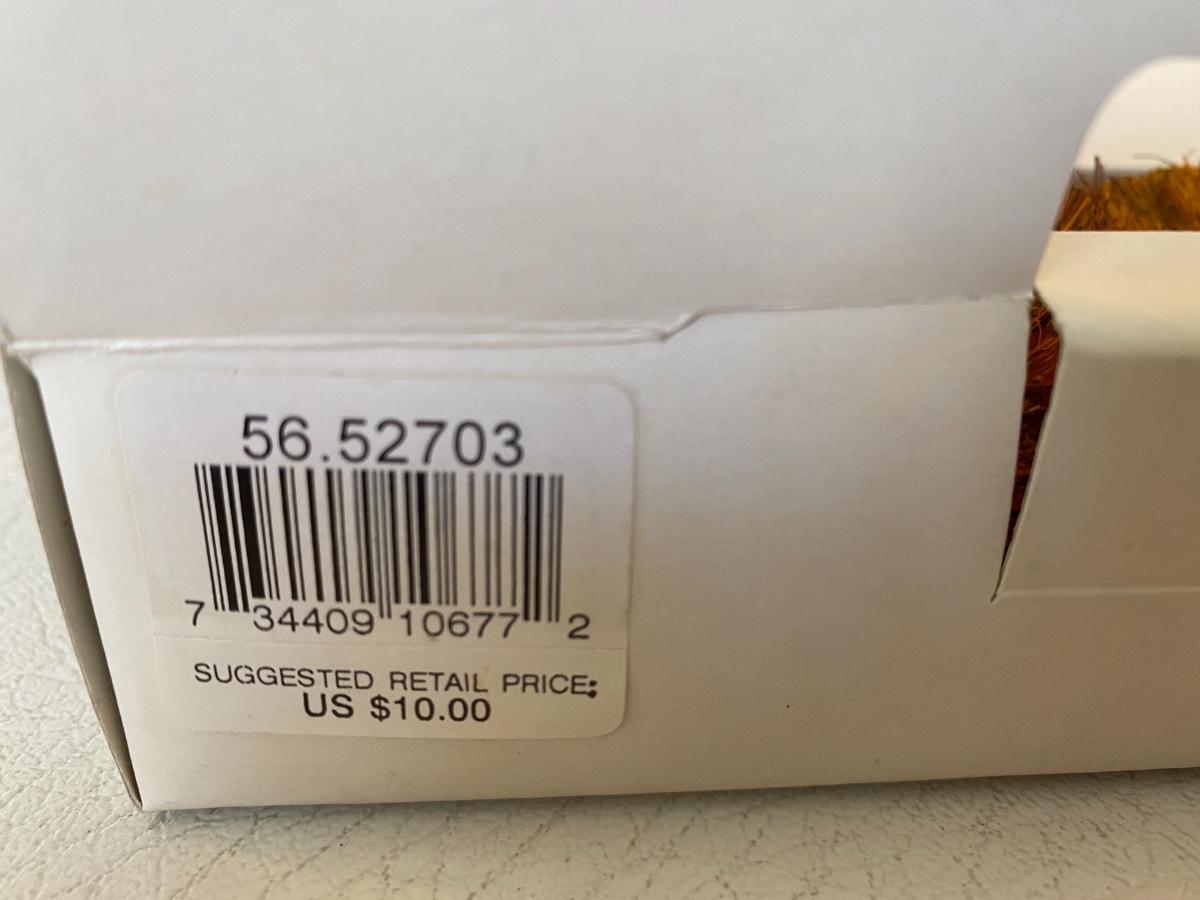 56.52703
7 34409 10677 2
SUGGESTED RETAIL PRICE:
US $10.00